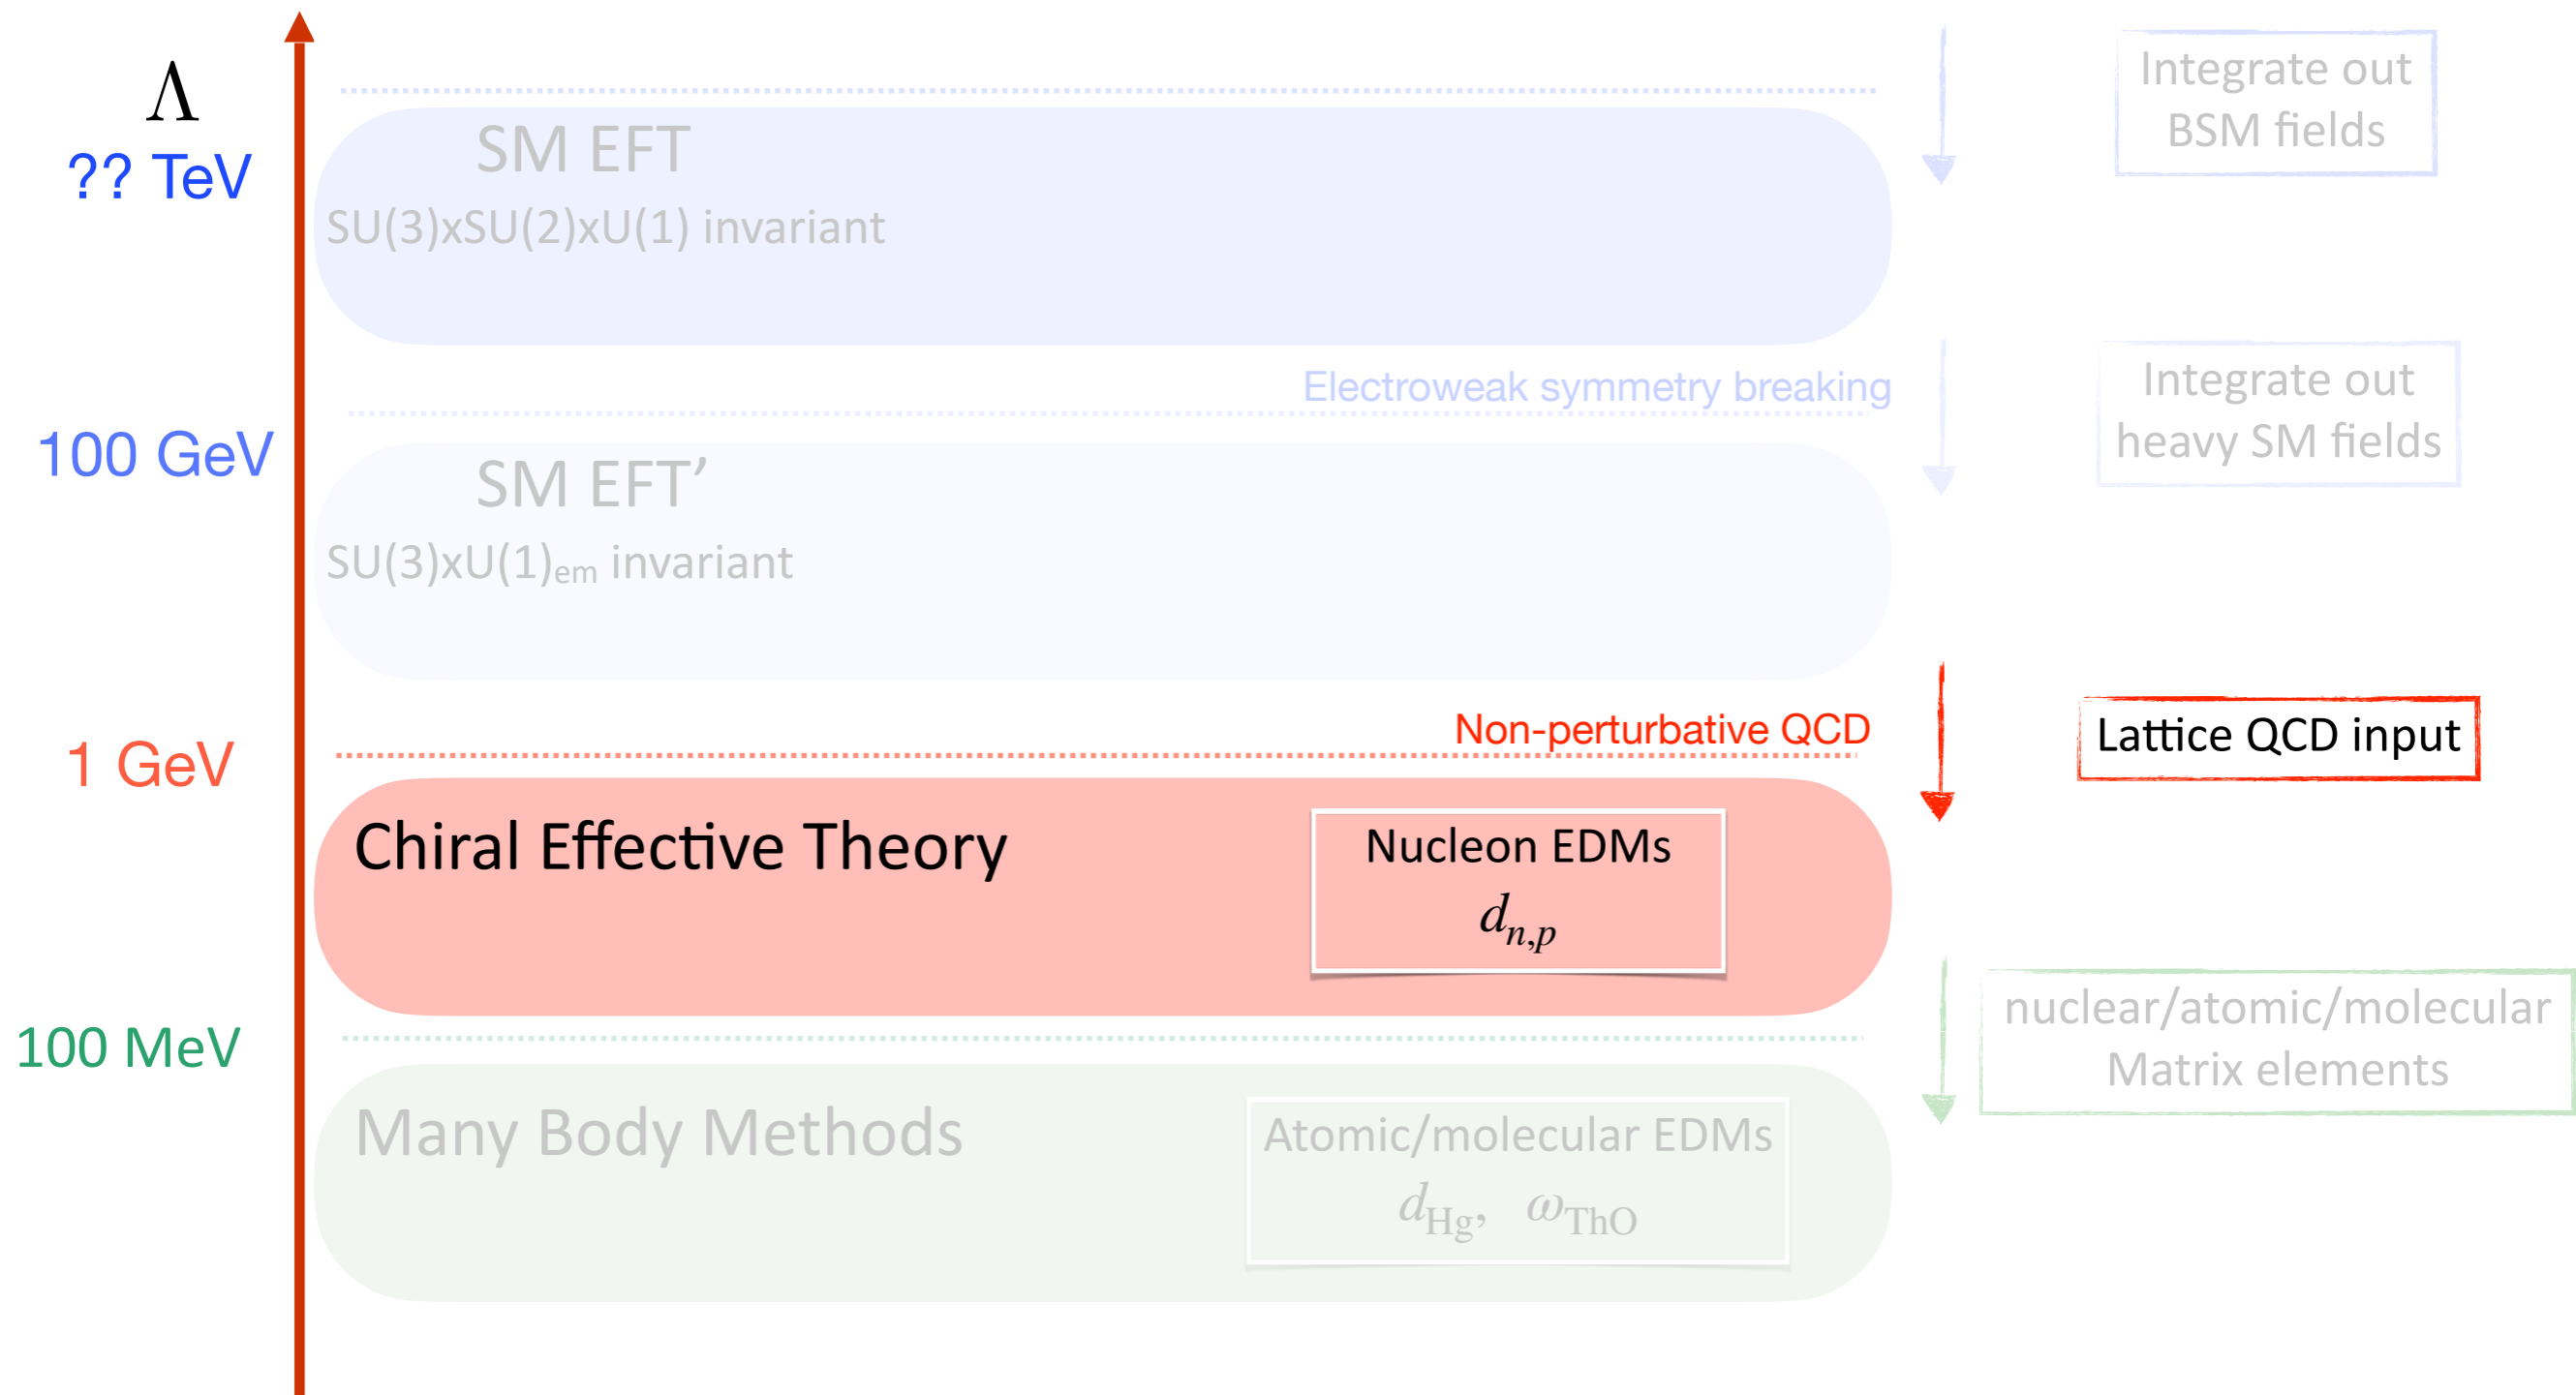 Λ
?? TeV
SM EFT
SU(3)xSU(2)xU(1) invariant
Integrate out
BSM fields
Electroweak symmetry breaking
100 GeV
SM EFT’
SU(3)xU(1)em invariant
Integrate out
heavy SM fields
Non-perturbative QCD
1 GeV
Lattice QCD input
Chiral Effective Theory
Nucleon EDMs
dn,p
100 MeV
nuclear/atomic/molecular
Matrix elements
Many Body Methods
Atomic/molecular EDMs
dHg, ωThO